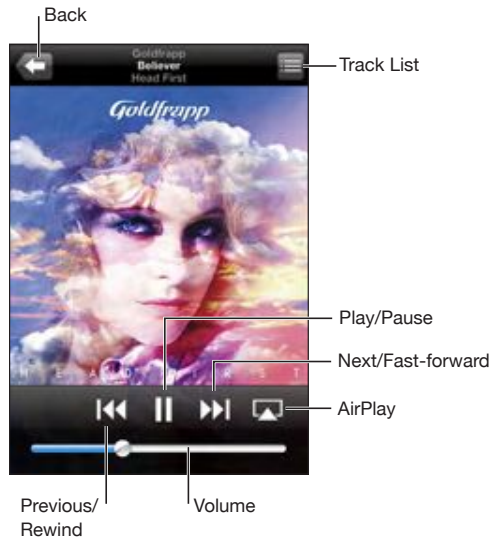 Back
Goldfrapp
Believer
Head First
Track List
Goldfrapp
Play/Pause
Next/Fast-forward
H E A D F I R S T
AirPlay
Previous/
Rewind
Volume